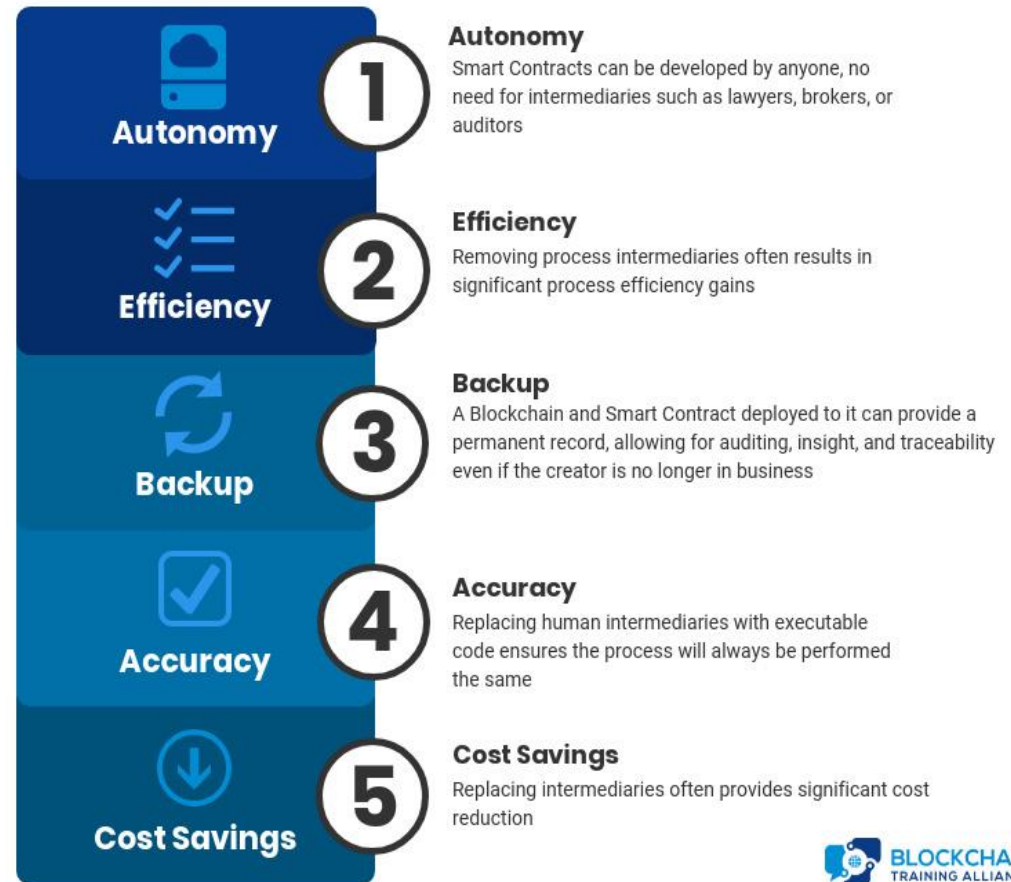 Autonomy
1
Autonomy
Smart Contracts can be developed by anyone, no
need for intermediaries such as lawyers, brokers, or
auditors
Efficiency
2
Efficiency
Removing process intermediaries often results in
significant process efficiency gains
Backup
3
Backup
A Blockchain and Smart Contract deployed to it can provide a
permanent record, allowing for auditing, insight, and traceability
even if the creator is no longer in business
Accuracy
4
Accuracy
Replacing human intermediaries with executable
code ensures the process will always be performed
the same
Cost Savings
5
Cost Savings
Replacing intermediaries often provides significant cost
reduction
BLOCKCHA
TRAINING ALLIAN